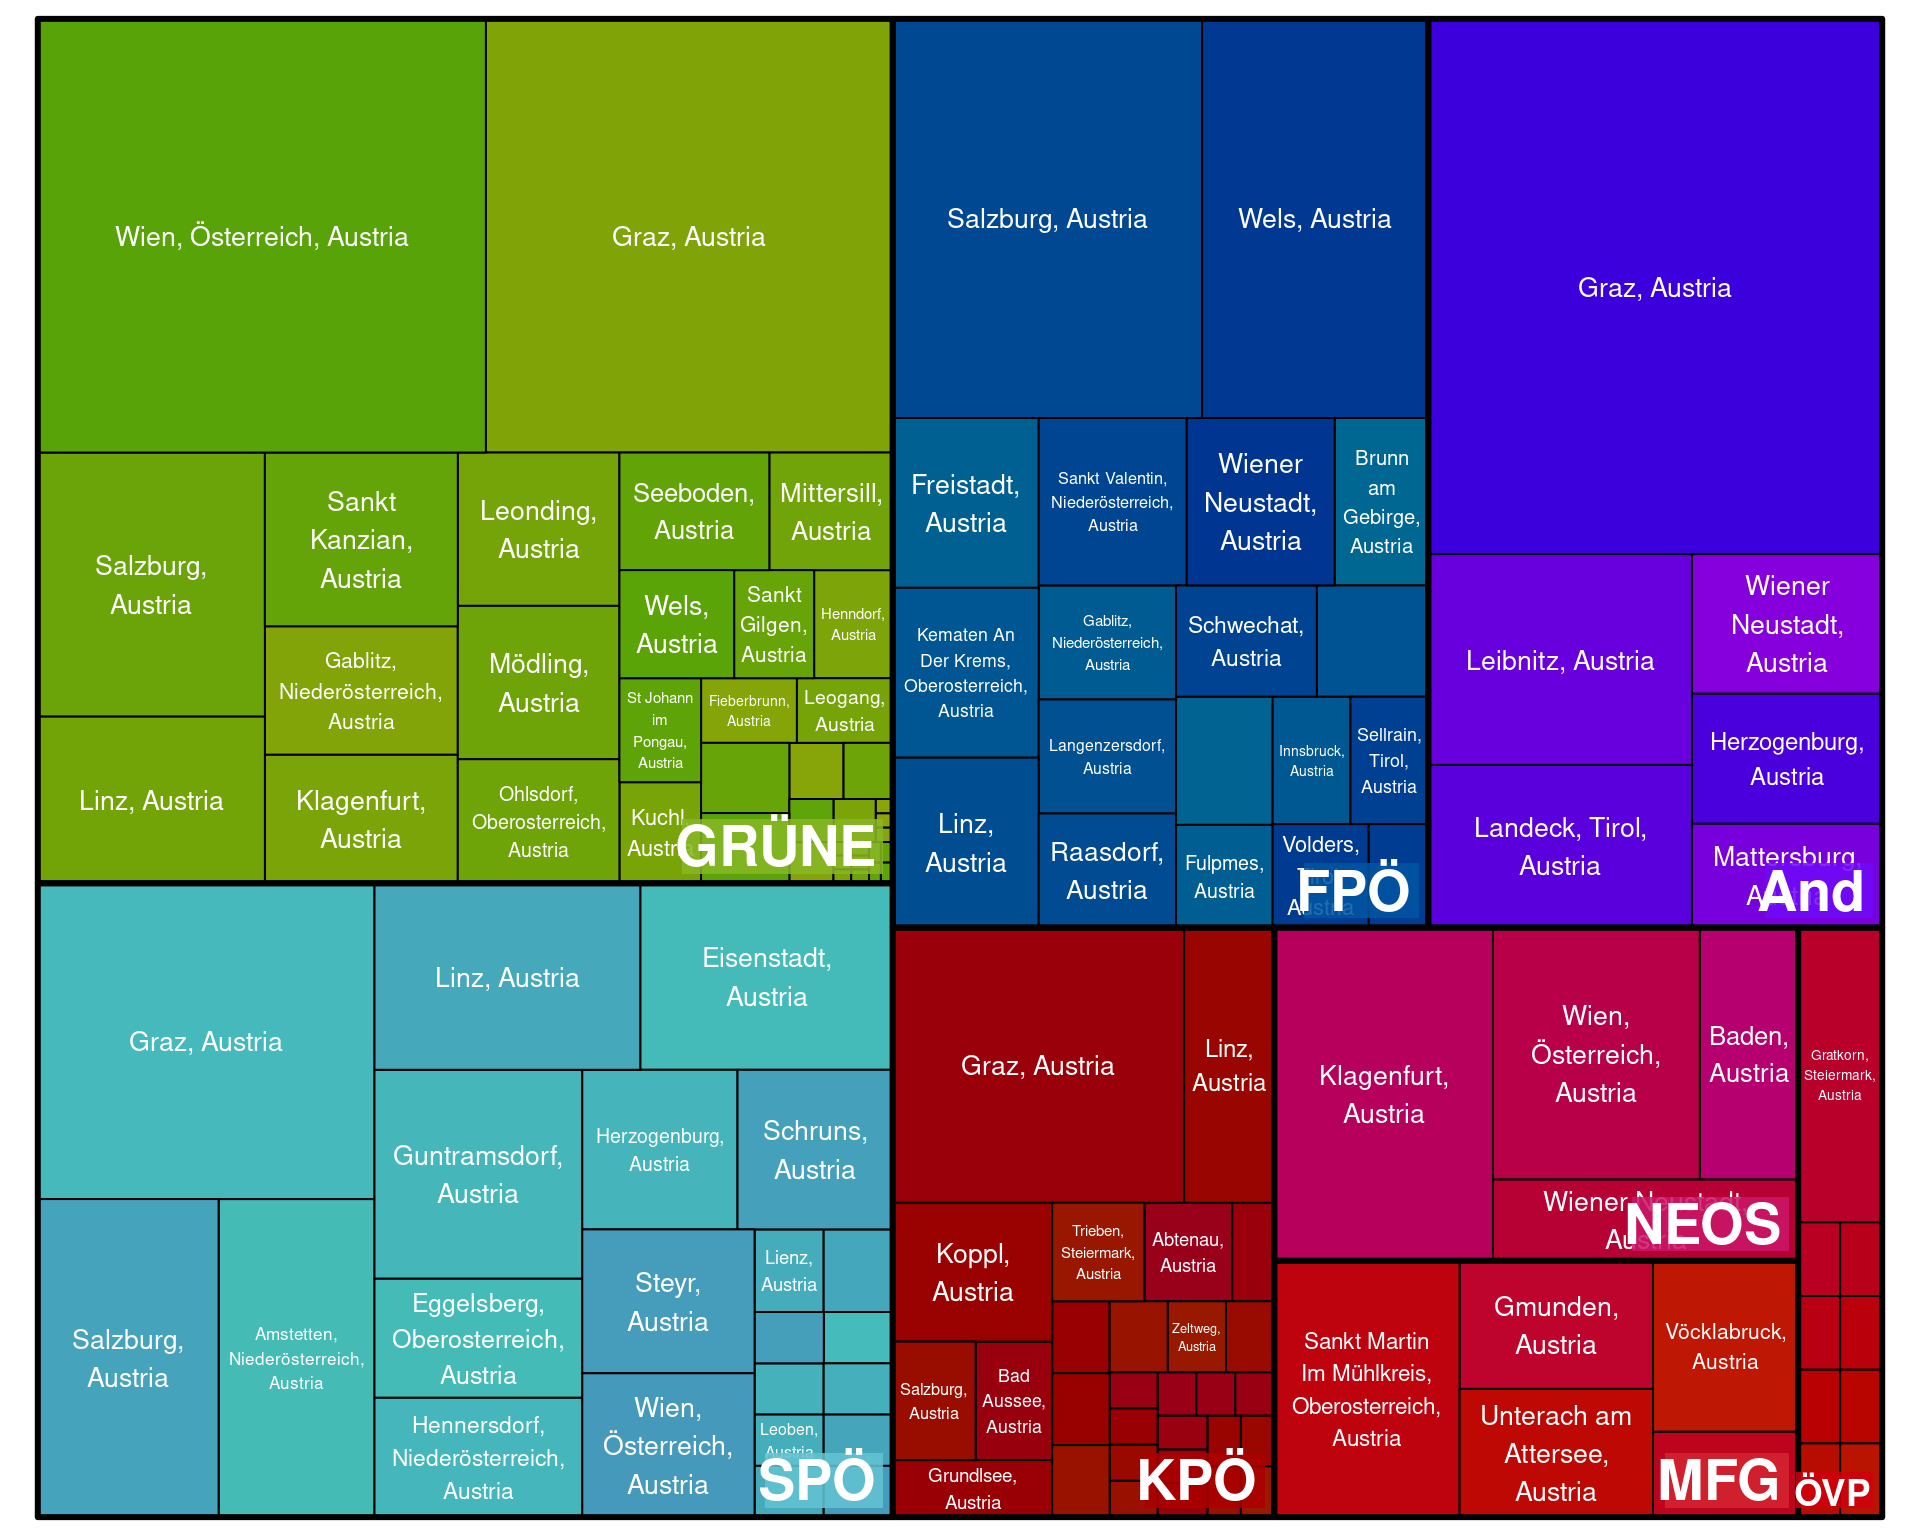 Wien, Österreich, Austria
Graz, Austria
Salzburg,
Austria
Sankt
Kanzian,
Austria
Leonding,
Austria
Seeboden,
Austria
Mittersill,
Austria
Wels,
Austria
Sankt
Gilgen,
Austria
Henndorf,
Austria
Gablitz,
Niederösterreich,
Austria
Mödling,
Austria
St Johann
im
Pongau,
Austria
Fieberbrunn,
Austria
Leogang,
Austria
Linz, Austria
Klagenfurt,
Austria
Ohlsdorf,
Oberosterreich,
Austria
Kuchl,
Austria
GRÜNE
Salzburg, Austria
Wels, Austria
Freistadt,
Austria
Sankt Valentin,
Niederösterreich,
Austria
Wiener
Neustadt,
Austria
Brunn
am
Gebirge,
Austria
Kematen An
Der Krems,
Oberosterreich,
Austria
Gablitz,
Niederösterreich,
Austria
Schwechat,
Austria
Langenzersdorf,
Austria
Innsbruck,
Austria
Sellrain,
Tirol,
Austria
Linz,
Austria
Raasdorf,
Austria
Fulpmes,
Austria
Volders,
Tirol,
Austria
FPÖ
Graz, Austria
Leibnitz, Austria
Wiener
Neustadt,
Austria
Herzogenburg,
Austria
Landeck, Tirol,
Austria
Mattersburg,
Austria
And
Graz, Austria
Linz, Austria
Eisenstadt,
Austria
Guntramsdorf,
Austria
Herzogenburg,
Austria
Schruns,
Austria
Salzburg,
Austria
Amstetten,
Niederösterreich,
Austria
Eggelsberg,
Oberosterreich,
Austria
Hennersdorf,
Niederösterreich,
Austria
Steyr,
Austria
Lienz,
Austria
Wien,
Österreich,
Austria
Leoben,
Austria
SPÖ
Graz, Austria
Linz,
Austria
Koppl,
Austria
Trieben,
Steiermark,
Austria
Abtenau,
Austria
Zeltweg,
Austria
Salzburg,
Austria
Bad
Aussee,
Austria
Grundlsee,
Austria
KPÖ
Klagenfurt,
Austria
Wien,
Österreich,
Austria
Baden,
Austria
Wiener Neustadt,
Austria
NEOS
Sankt Martin
Im Mühlkreis,
Oberosterreich,
Austria
Gmunden,
Austria
Vöcklabruck,
Austria
Unterach am
Attersee,
Austria
MFG
Gratkorn,
Steiermark,
Austria
ÖVP